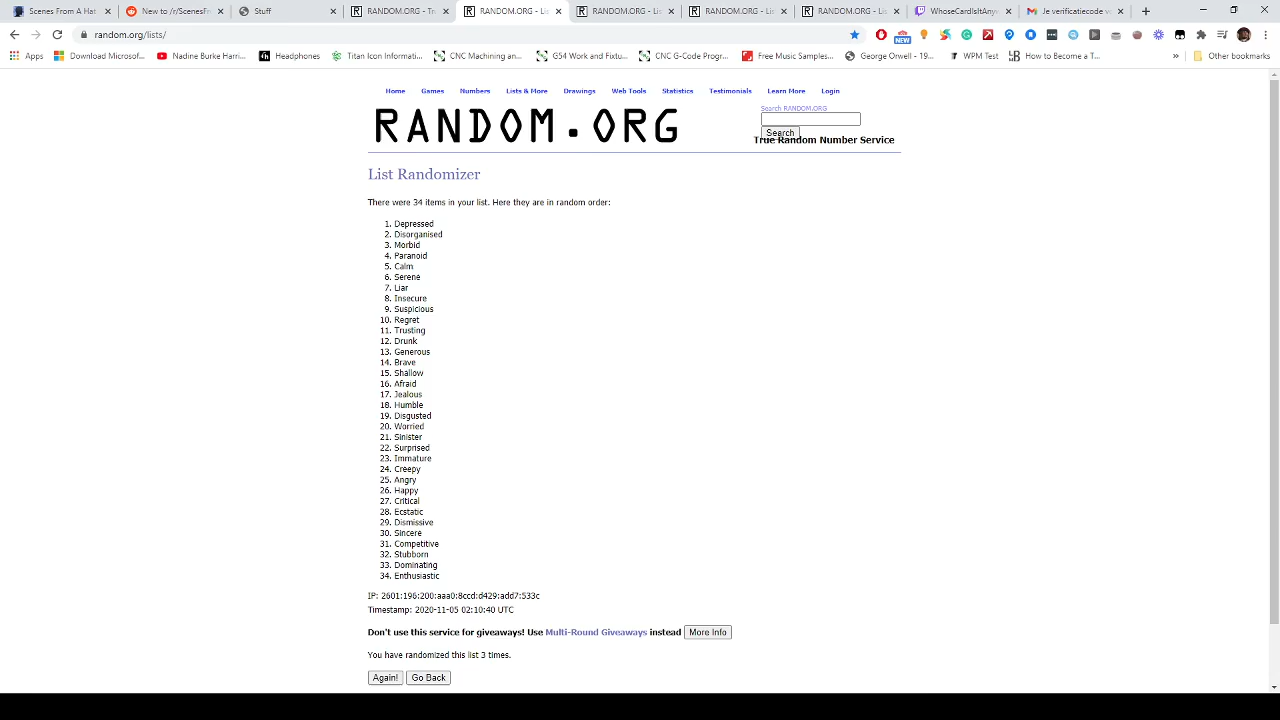 Scenes From A Hat
New to /r/ScenesFr
Stuff
RANDOM.ORG - Tr
RANDOM.ORG - Lis
RANDOM.ORG - Lis
RANDOM.ORG - Lis
RANDOM.ORG - Lis
WhoseCardIsItAnyw
Je verificatiecode vo
random.org/lists/
NEW
Apps
Download Microsof...
Nadine Burke Harri...
Headphones
Titan Icon Informati...
CNC Machining an...
G54 Work and Fixtu...
CNC G-Code Progr...
Free Music Samples...
George Orwell - 19...
WPM Test
How to Become a T...
»
Other bookmarks
Home
Games
Numbers
Lists & More
Drawings
Web Tools
Statistics
Testimonials
Learn More
Login
RANDOM.ORG
Search RANDOM.ORG
Search
True Random Number Service
List Randomizer
There were 34 items in your list. Here they are in random order:
1. Depressed
2. Disorganised
3. Morbid
4. Paranoid
5. Calm
6. Serene
7. Liar
8. Insecure
9. Suspicious
10. Regret
11. Trusting
12. Drunk
13. Generous
14. Brave
15. Shallow
16. Afraid
17. Jealous
18. Humble
19. Disgusted
20. Worried
21. Sinister
22. Surprised
23. Immature
24. Creepy
25. Angry
26. Happy
27. Critical
28. Ecstatic
29. Dismissive
30. Sincere
31. Competitive
32. Stubborn
33. Dominating
34. Enthusiastic
IP: 2601:196:200:aaa0:8ccd:d429:add7:533c
Timestamp: 2020-11-05 02:10:40 UTC
Don't use this service for giveaways! Use Multi-Round Giveaways instead More Info
You have randomized this list 3 times.
Again! Go Back